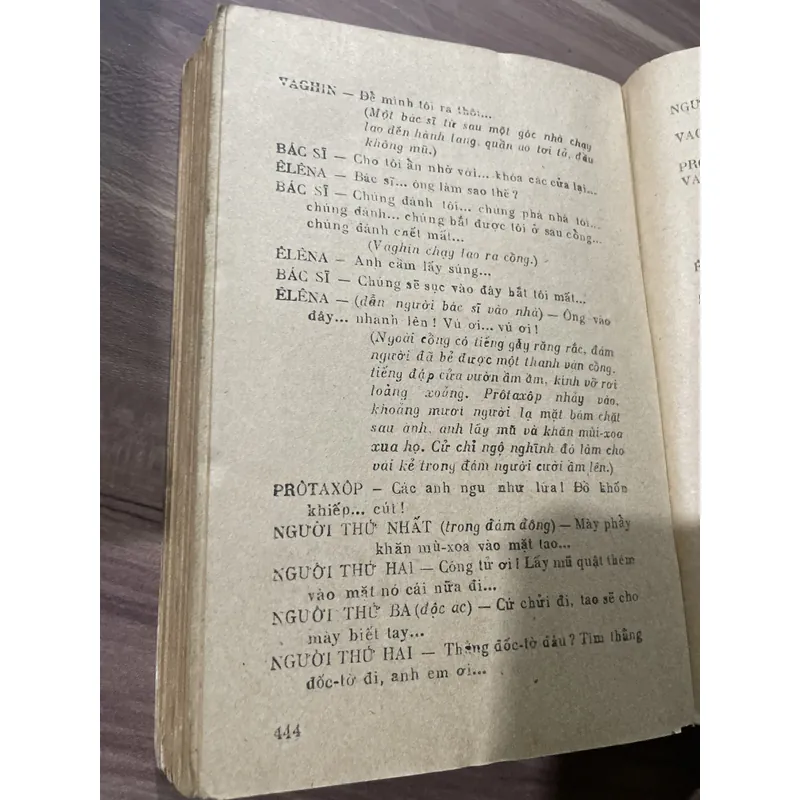 VAGHIN — Để mình tôi ra thôi...
(Một bác sĩ từ sau một góc nhà chạy
lao đến hành lang, quần áo tơi tả, đầu
không mũ.)
BÁC SĨ — Cho tôi ẩn nhờ với... khóa các cửa lại...
ÊLÊNA — Bác sĩ... ông làm sao thế?
BÁC SĨ — Chúng đánh tôi... chúng phá nhà tôi...
chúng đánh... chúng bắt được tôi ở sau cổng...
chúng đánh chết mất...
(Vaghin chạy lao ra cổng.)
ÊLÊNA — Anh cầm lấy súng...
BÁC SĨ — Chúng sẽ sục vào đây bắt tôi mất...
ÊLÊNA — (dẫn người bác sĩ vào nhà) — Ông vào
đây... nhanh lên! Vú ơi... vú ơi!
(Ngoài cổng có tiếng gãy răng rắc, đám
người đã bẻ được một thanh ván cổng,
tiếng đập cửa vườn ầm ầm, kính vỡ rơi
loảng xoảng. Prôtaxôp nhảy vào,
khoảng mươi người lạ mặt bám chặt
sau anh, anh lấy mũ và khăn mùi-xoa
xua họ. Cử chỉ ngộ nghĩnh đó làm cho
vài kẻ trong đám người cười ầm lên.)
PRÔTAXÔP — Các anh ngu như lừa! Đồ khốn
khiếp... cút!
NGƯỜI THỨ NHẤT (trong đám đông) — Mày phẩy
khăn mù-xoa vào mặt tao...
NGƯỜI THỨ HAI — Công tử ơi! Lấy mũ quật thêm
vào mặt nó cái nữa đi...
NGƯỜI THỨ BA (độc ác) — Cứ chửi đi, tao sẽ cho
mày biết tay...
NGƯỜI THỨ HAI — Thằng đốc-tờ đâu? Tìm thằng
đốc-tờ đi, anh em ơi...
444
NGƯ
VAG
PRÔ
VA